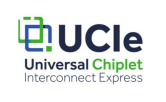 UCIe
Universal Chiplet
Interconnect Express